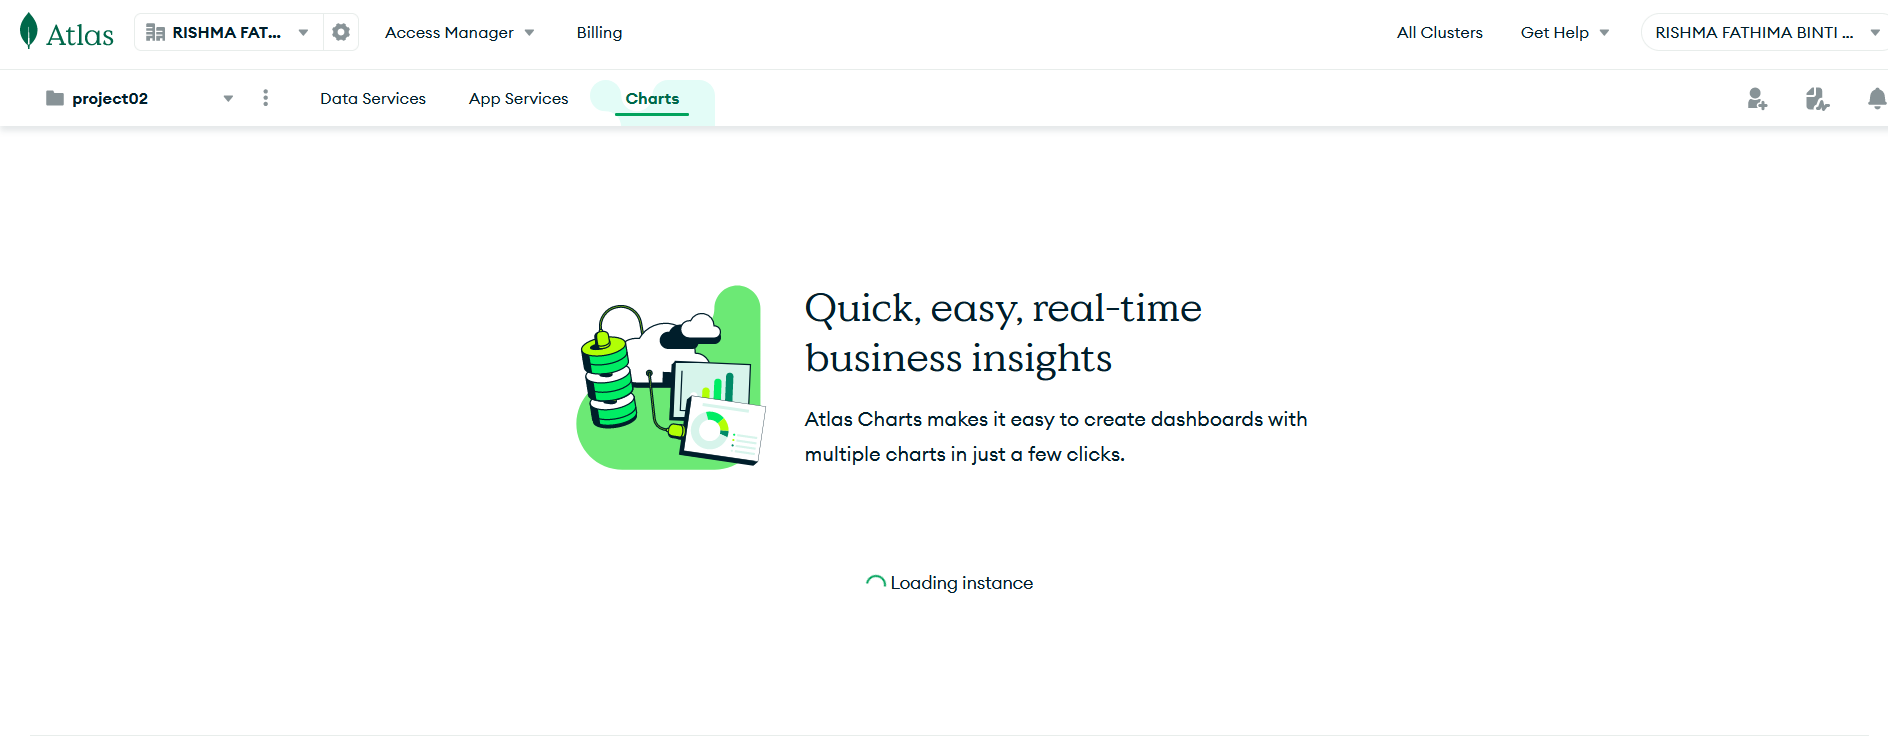 Atlas
RISHMA FAT...
Access Manager
Billing
All Clusters
Get Help
RISHMA FATHIMA BINTI ...
project02
Data Services
App Services
Charts
Quick, easy, real-time
business insights
Atlas Charts makes it easy to create dashboards with
multiple charts in just a few clicks.
Loading instance